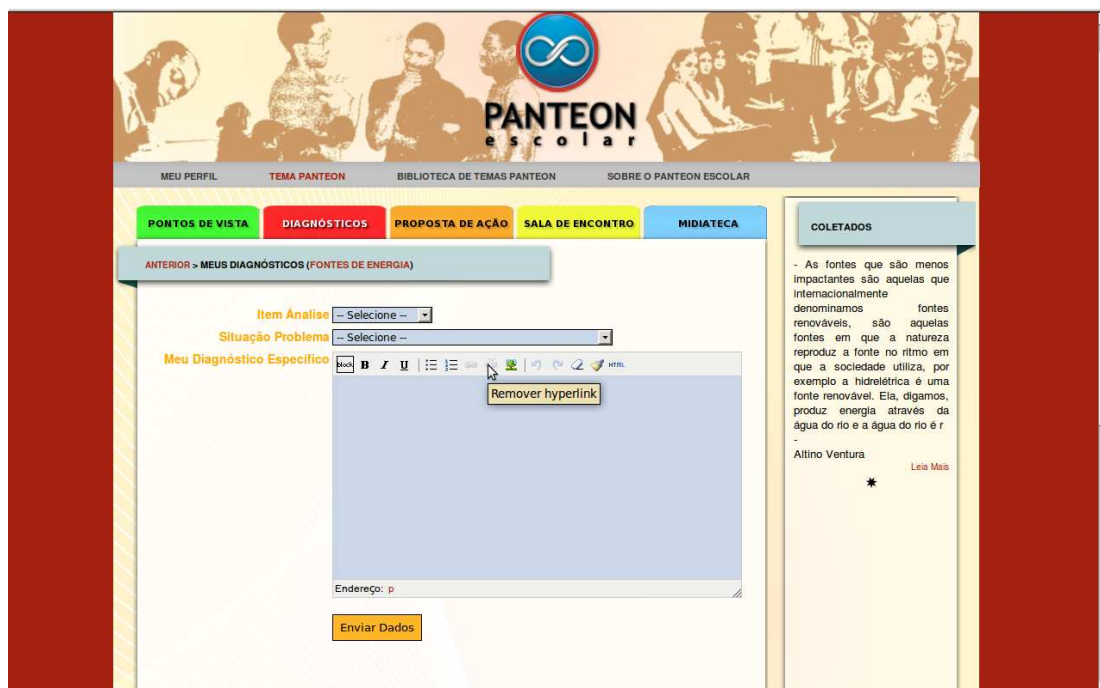 PANTEON
escolar
MEU PERFIL TEMA PANTEON BIBLIOTECA DE TEMAS PANTEON SOBRE O PANTEON ESCOLAR
PONTOS DE VISTA DIAGNÓSTICOS PROPOSTA DE AÇÃO SALA DE ENCONTRO MIDIATECA
ANTERIOR > MEUS DIAGNÓSTICOS (FONTES DE ENERGIA)
Item Ánalise -- Selecione --
Situação Problema -- Selecione --
Meu Diagnóstico Específico
block B I U HTML
Remover hyperlink
Endereço: p
Enviar Dados
COLETADOS
- As fontes que são menos
impactantes são aquelas que
internacionalmente
denominamos fontes
renováveis, são aquelas
fontes em que a natureza
reproduz a fonte no ritmo em
que a sociedade utiliza, por
exemplo a hidrelétrica é uma
fonte renovável. Ela, digamos,
produz energia através da
água do rio e a água do rio é r
-
Altino Ventura
Leia Mais